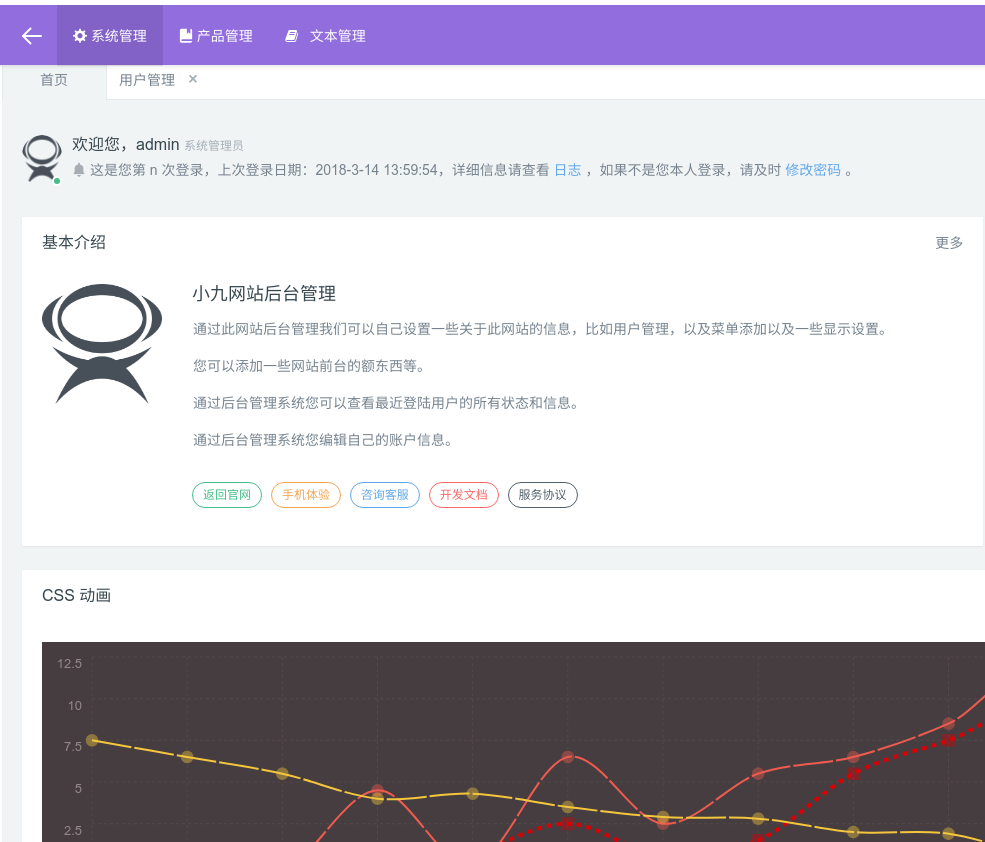 系统管理 产品管理 文本管理
首页 用户管理 ×
欢迎您，admin 系统管理员
这是您第 n 次登录，上次登录日期：2018-3-14 13:59:54，详细信息请查看 日志 ，如果不是您本人登录，请及时 修改密码 。
基本介绍 更多
小九网站后台管理
通过此网站后台管理我们可以自己设置一些关于此网站的信息，比如用户管理，以及菜单添加以及一些显示设置。
您可以添加一些网站前台的额东西等。
通过后台管理系统您可以查看最近登陆用户的所有状态和信息。
通过后台管理系统您编辑自己的账户信息。
返回官网 手机体验 咨询客服 开发文档 服务协议
CSS 动画
12.5
10
7.5
5
2.5